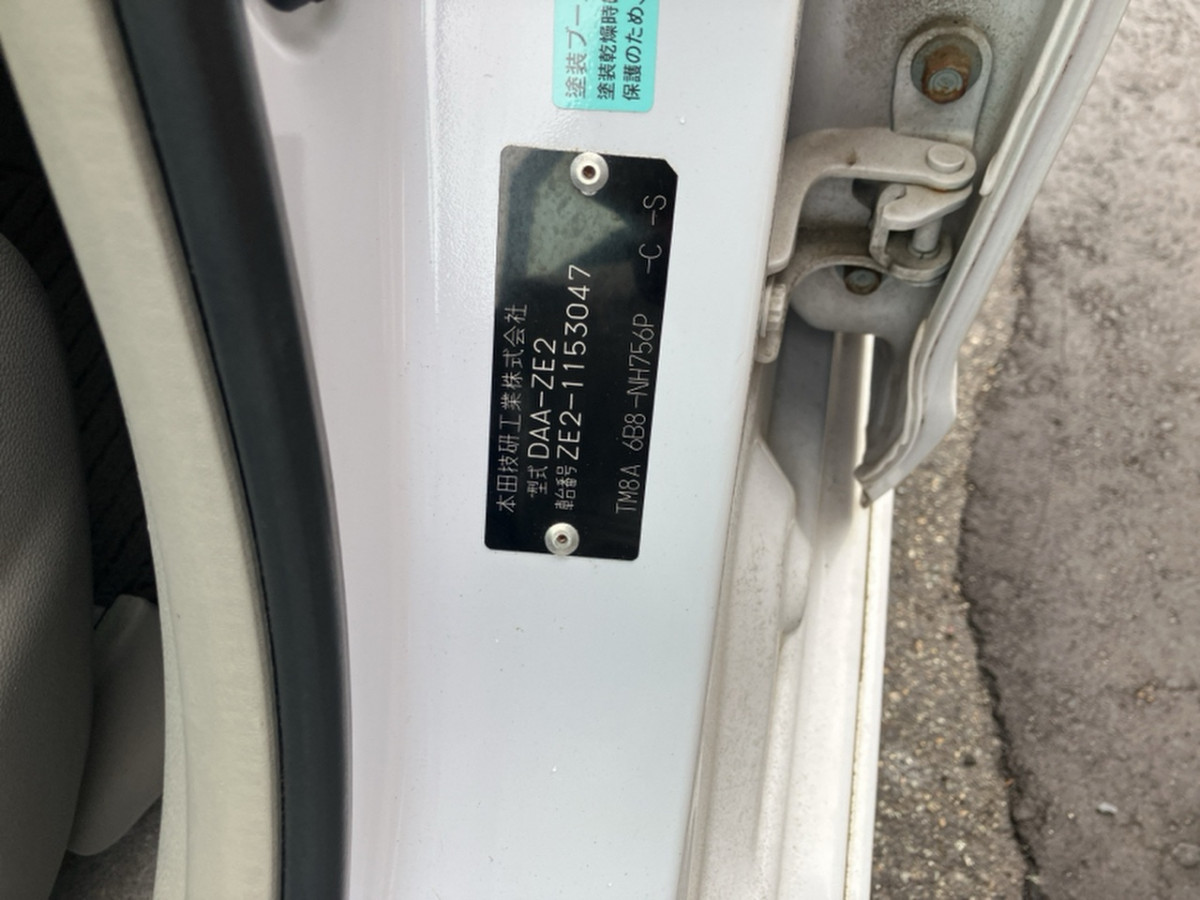 塗装ブー
塗装乾燥時
保護のため、
本田技研工業株式会社
型式 DAA-ZE2
車台番号 ZE2-1153047
TM8A 6B8-NH756P -C -S